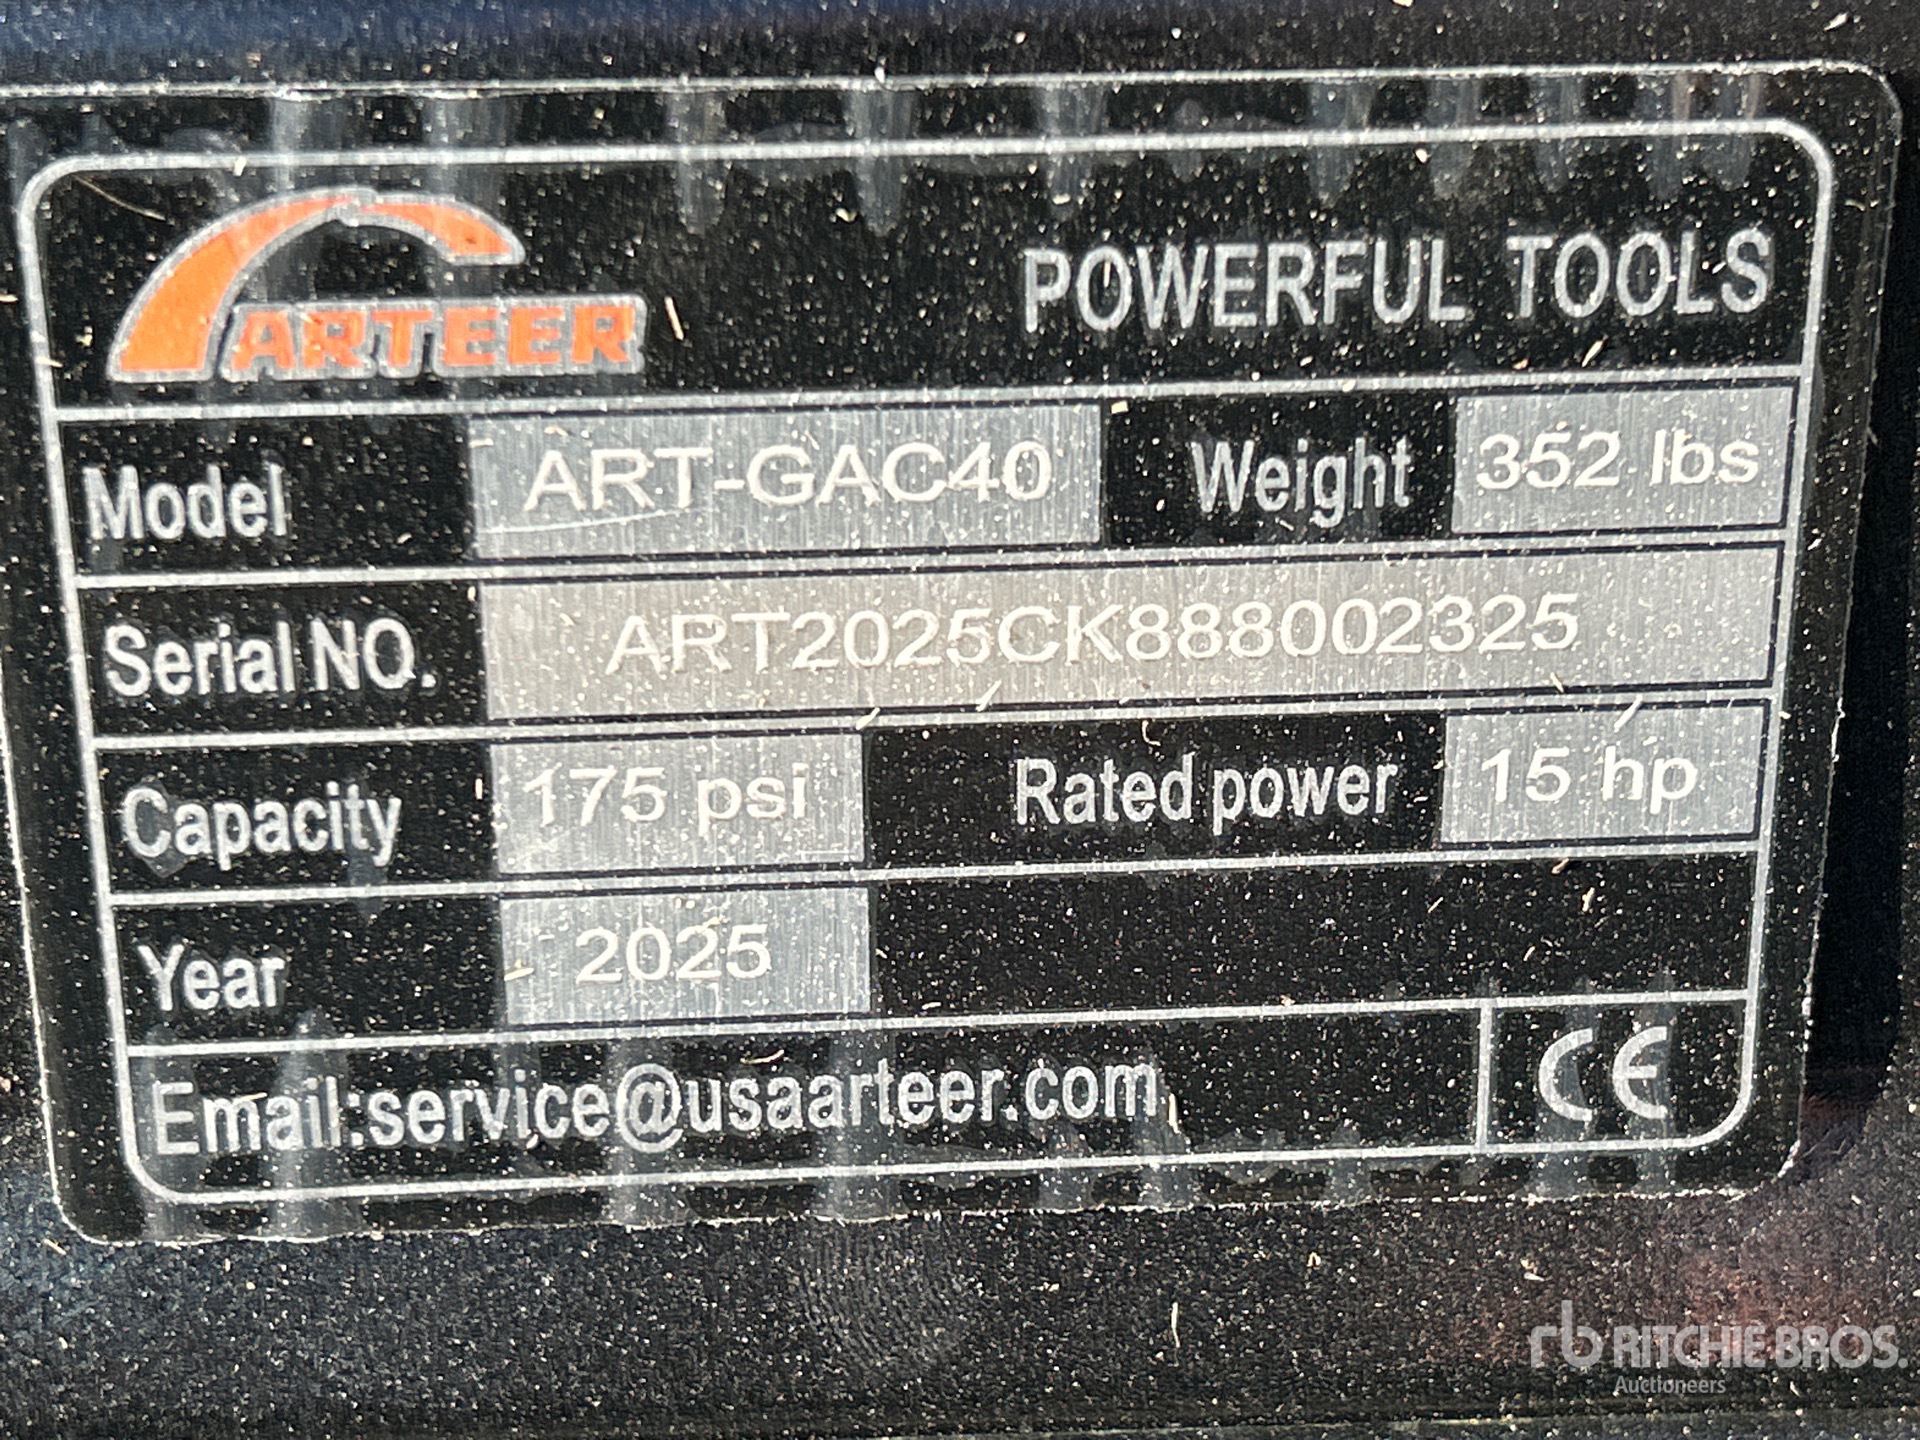 ARTEER
POWERFUL TOOLS
Model ART-GAC40 Weight 352 lbs
Serial NO. ART2025CK888002325
Capacity 175 psi Rated power 15 hp
Year 2025
Email:service@usaarteer.com CE
rb RITCHIE BROS.
Auctioneers